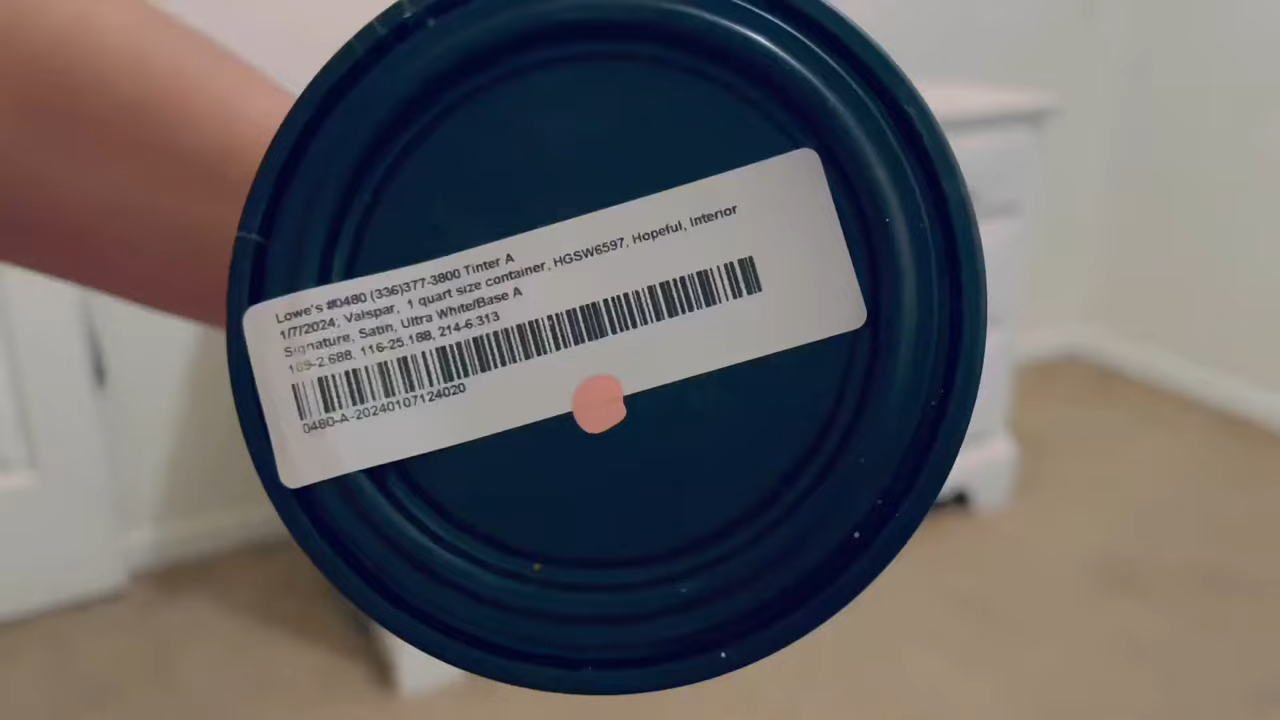 Lowe's #0480 (336)377-3800 Tinter A
1/7/2024, Valspar, 1 quart size container, HGSW6597, Hopeful, Interior
Signature, Satin, Ultra White/Base A
109-2.688, 116-25.188, 214-6.313
0480-A-20240107124020